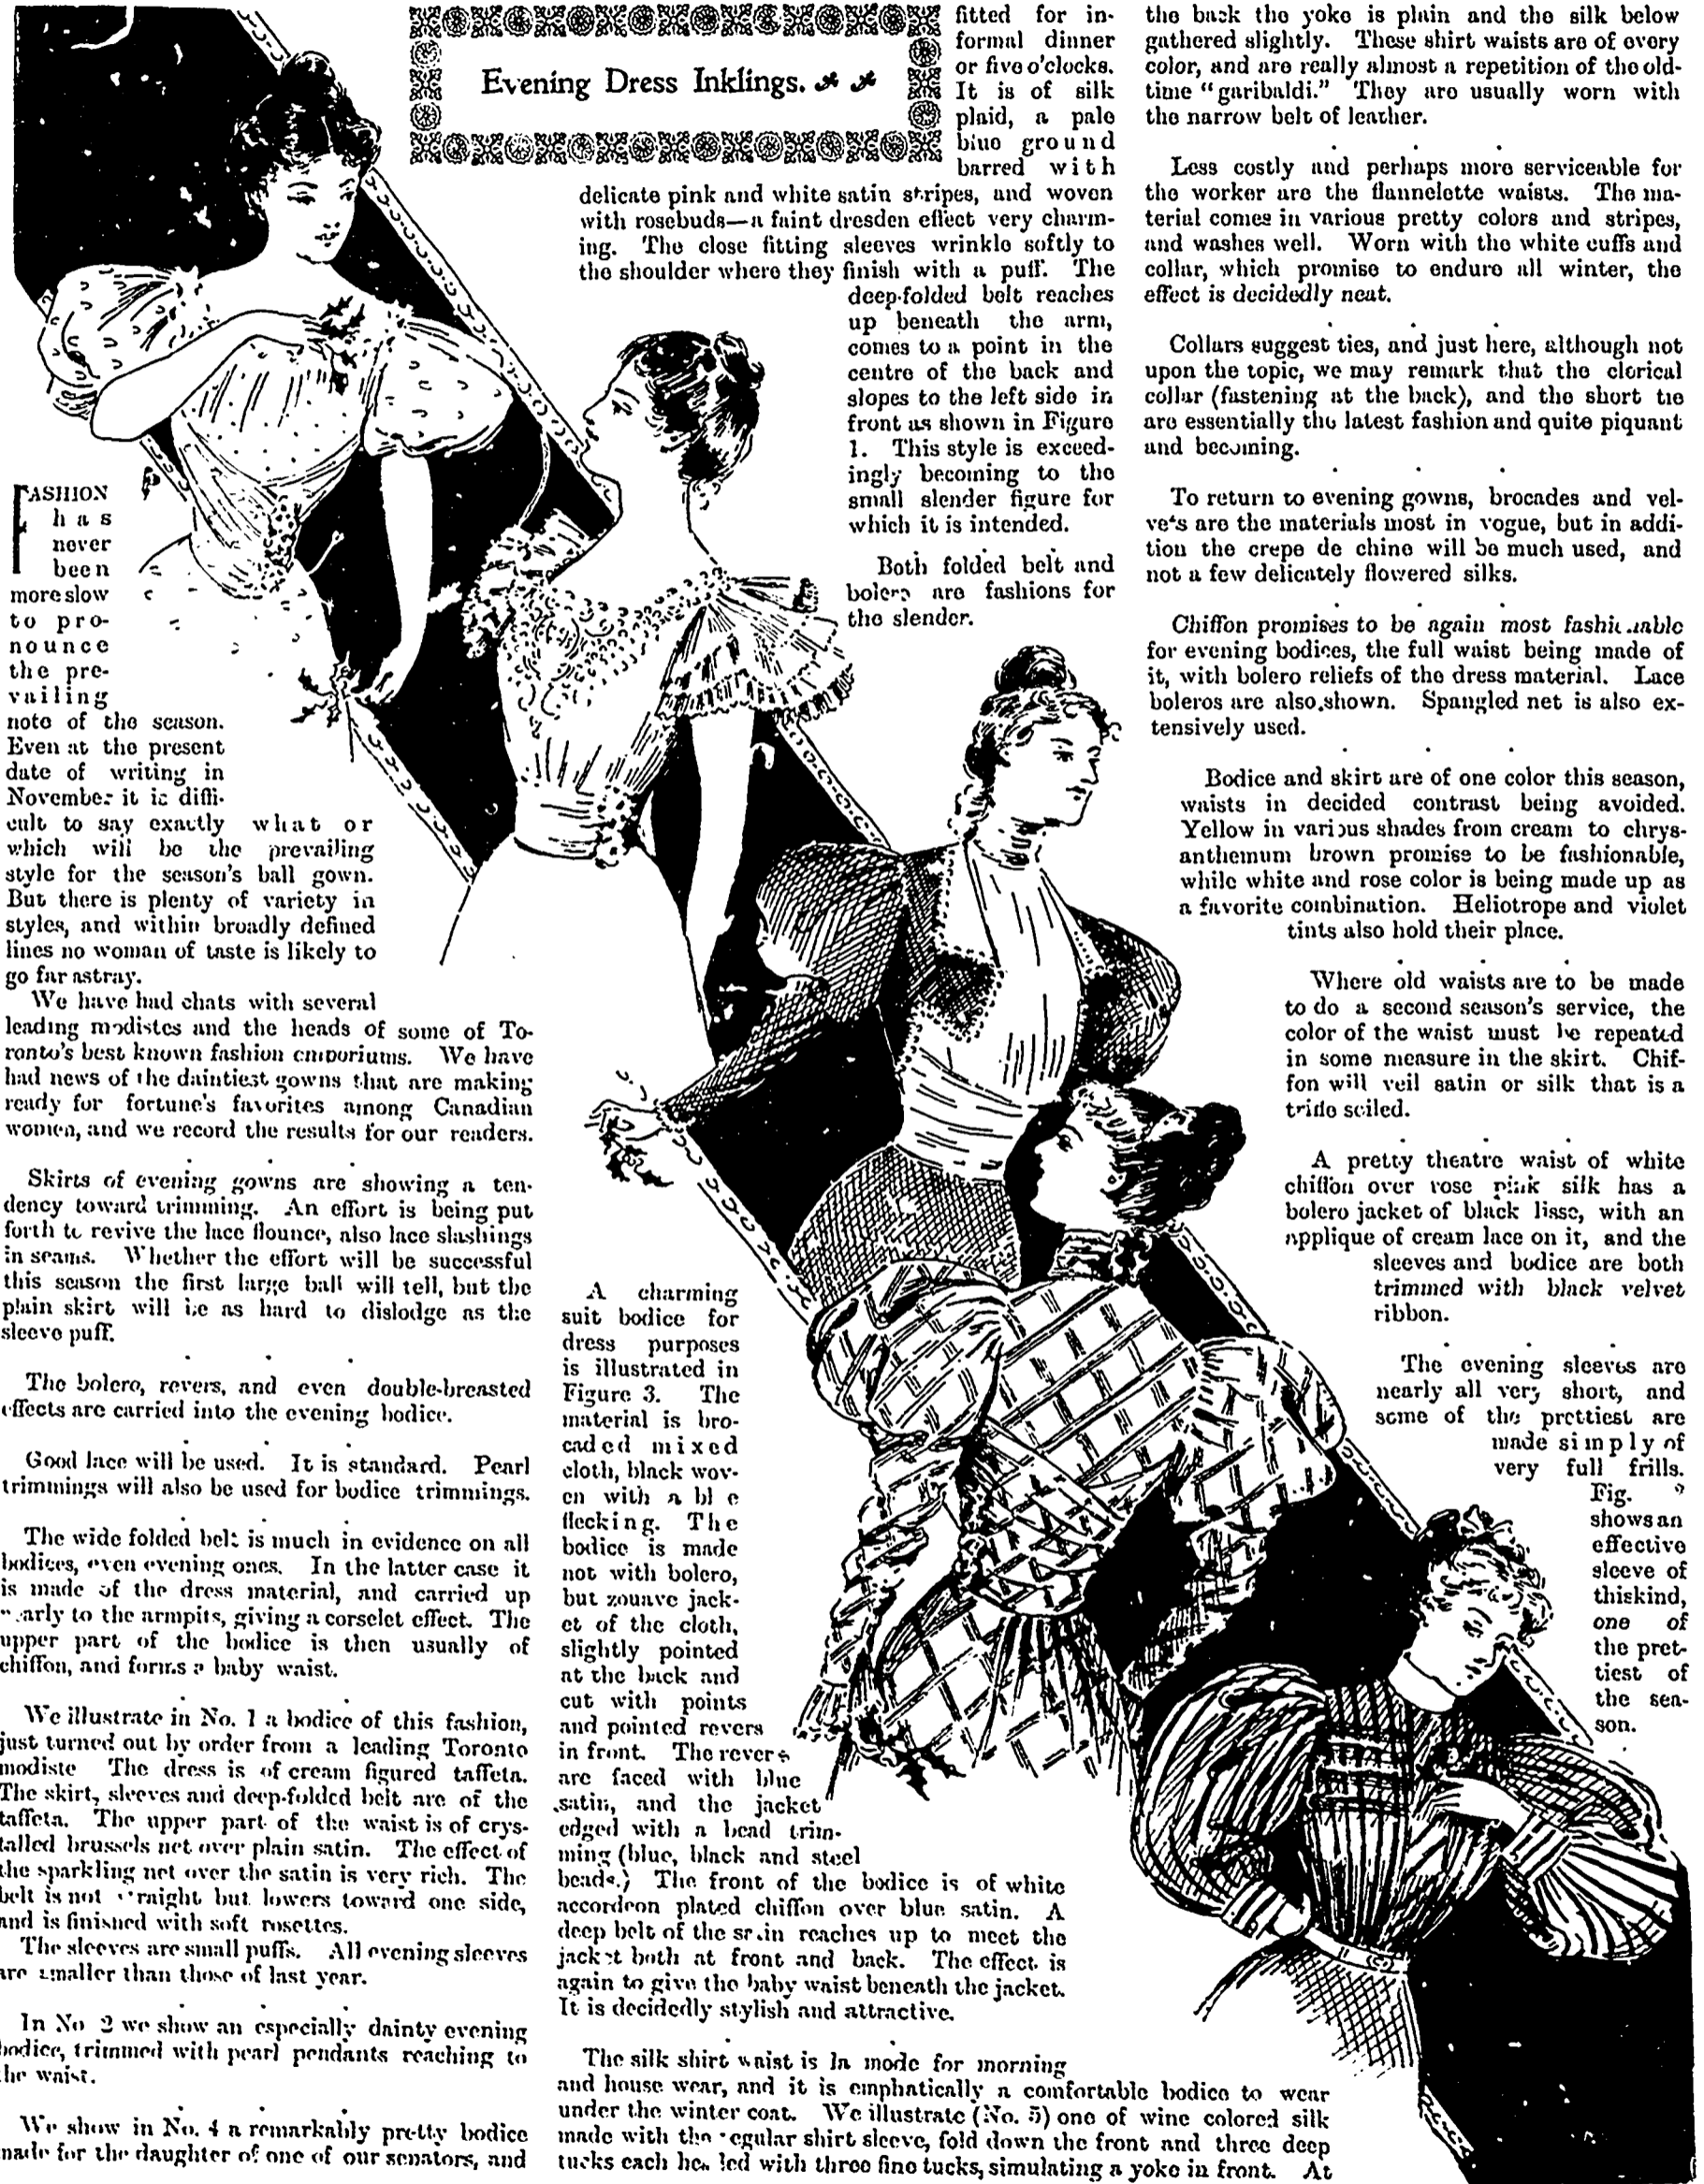 Evening Dress Inklings.
FASHION
has
never
been
more slow
to pro-
nounce
the pre-
vailing
note of the season.
Even at the present
date of writing in
November it is diffi-
cult to say exactly what or
which will be the prevailing
style for the season's ball gown.
But there is plenty of variety in
styles, and within broadly defined
lines no woman of taste is likely to
go far astray.
We have had chats with several
leading modistes and the heads of some of To-
ronto's best known fashion emporiums. We have
had news of the daintiest gowns that are making
ready for fortune's favorites among Canadian
women, and we record the results for our readers.
Skirts of evening gowns are showing a ten-
dency toward trimming. An effort is being put
forth to revive the lace flounce, also lace slashings
in seams. Whether the effort will be successful
this season the first large ball will tell, but the
plain skirt will be as hard to dislodge as the
sleeve puff.
The bolero, revers, and even double-breasted
effects are carried into the evening bodice.
Good lace will be used. It is standard. Pearl
trimmings will also be used for bodice trimmings.
The wide folded belt is much in evidence on all
bodices, even evening ones. In the latter case it
is made of the dress material, and carried up
nearly to the armpits, giving a corselet effect. The
upper part of the bodice is then usually of
chiffon, and forms a baby waist.
We illustrate in No. 1 a bodice of this fashion,
just turned out by order from a leading Toronto
modiste The dress is of cream figured taffeta.
The skirt, sleeves and deep-folded belt are of the
taffeta. The upper part of the waist is of crys-
talled brussels net over plain satin. The effect of
the sparkling net over the satin is very rich. The
belt is not straight but lowers toward one side,
and is finished with soft rosettes.
The sleeves are small puffs. All evening sleeves
are smaller than those of last year.
In No 2 we show an especially dainty evening
bodice, trimmed with pearl pendants reaching to
the waist.
We show in No. 4 a remarkably pretty bodice
made for the daughter of one of our senators, and
fitted for in-
formal dinner
or five o'clocks.
It is of silk
plaid, a pale
blue ground
barred with
delicate pink and white satin stripes, and woven
with rosebuds—a faint dresden effect very charm-
ing. The close fitting sleeves wrinkle softly to
the shoulder where they finish with a puff. The
deep-folded belt reaches
up beneath the arm,
comes to a point in the
centre of the back and
slopes to the left side in
front as shown in Figure
1. This style is exceed-
ingly becoming to the
small slender figure for
which it is intended.
Both folded belt and
bolero are fashions for
the slender.
A charming
suit bodice for
dress purposes
is illustrated in
Figure 3. The
material is bro-
caded mixed
cloth, black wov-
en with a
flecking. The
bodice is made
not with bolero,
but zouave jack-
et of the cloth,
slightly pointed
at the back and
cut with points
and pointed revers
in front. The revers
are faced with blue
satin, and the jacket
edged with a bead trim-
ming (blue, black and steel
beads.) The front of the bodice is of white
accordeon plated chiffon over blue satin. A
deep belt of the satin reaches up to meet the
jacket both at front and back. The effect is
again to give the baby waist beneath the jacket.
It is decidedly stylish and attractive.
The silk shirt waist is in mode for morning
and house wear, and it is emphatically a comfortable bodice to wear
under the winter coat. We illustrate (No. 5) one of wine colored silk
made with the regular shirt sleeve, fold down the front and three deep
tucks each headed with three fine tucks, simulating a yoke in front. At
the back the yoke is plain and the silk below
gathered slightly. These shirt waists are of every
color, and are really almost a repetition of the old-
time "garibaldi." They are usually worn with
the narrow belt of leather.
Less costly and perhaps more serviceable for
the worker are the flannelette waists. The ma-
terial comes in various pretty colors and stripes,
and washes well. Worn with the white cuffs and
collar, which promise to endure all winter, the
effect is decidedly neat.
Collars suggest ties, and just here, although not
upon the topic, we may remark that the clerical
collar (fastening at the back), and the short tie
are essentially the latest fashion and quite piquant
and becoming.
To return to evening gowns, brocades and vel-
vets are the materials most in vogue, but in addi-
tion the crepe de chine will be much used, and
not a few delicately flowered silks.
Chiffon promises to be again most fashionable
for evening bodices, the full waist being made of
it, with bolero reliefs of the dress material. Lace
boleros are also shown. Spangled net is also ex-
tensively used.
Bodice and skirt are of one color this season,
waists in decided contrast being avoided.
Yellow in various shades from cream to chrys-
anthemum brown promise to be fashionable,
while white and rose color is being made up as
a favorite combination. Heliotrope and violet
tints also hold their place.
Where old waists are to be made
to do a second season's service, the
color of the waist must be repeated
in some measure in the skirt. Chif-
fon will veil satin or silk that is a
trifle soiled.
A pretty theatre waist of white
chiffon over rose pink silk has a
bolero jacket of black lisse, with an
applique of cream lace on it, and the
sleeves and bodice are both
trimmed with black velvet
ribbon.
The evening sleeves are
nearly all very short, and
some of the prettiest are
made simply of
very full frills.
Fig.
shows an
effective
sleeve of
this kind,
one of
the pret-
tiest of
the sea-
son.